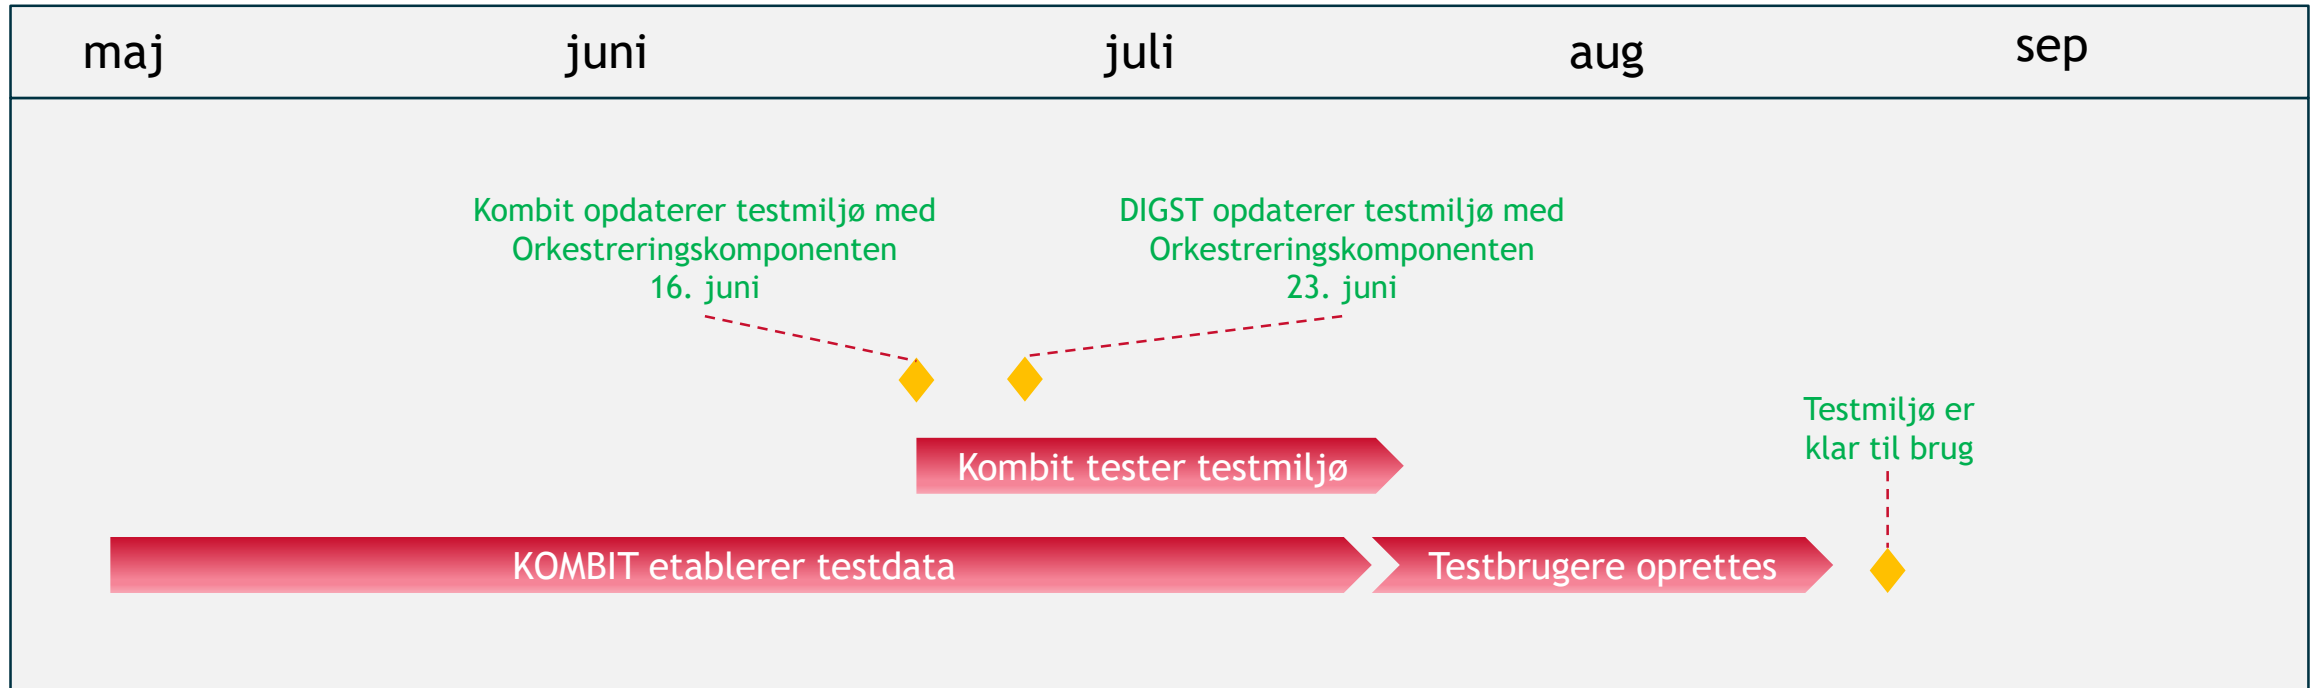 maj juni juli aug sep
Kombit opdaterer testmiljø med
Orkestreringskomponenten
16. juni
DIGST opdaterer testmiljø med
Orkestreringskomponenten
23. juni
Testmiljø er
klar til brug
Kombit tester testmiljø
KOMBIT etablerer testdata
Testbrugere oprettes